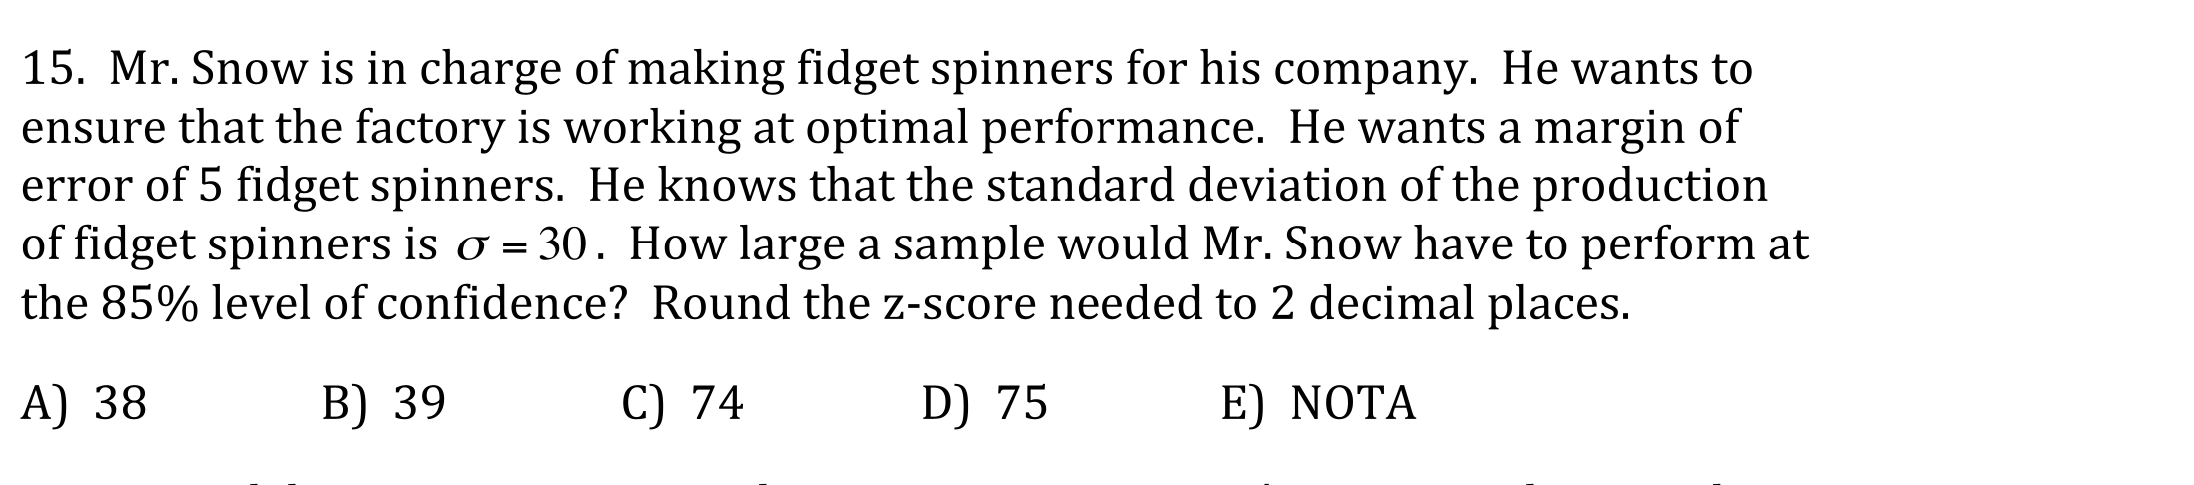 15. Mr. Snow is in charge of making fidget spinners for his company. He wants to
ensure that the factory is working at optimal performance. He wants a margin of
error of 5 fidget spinners. He knows that the standard deviation of the production
of fidget spinners is σ = 30. How large a sample would Mr. Snow have to perform at
the 85% level of confidence? Round the z-score needed to 2 decimal places.
A) 38 B) 39 C) 74 D) 75 E) NOTA